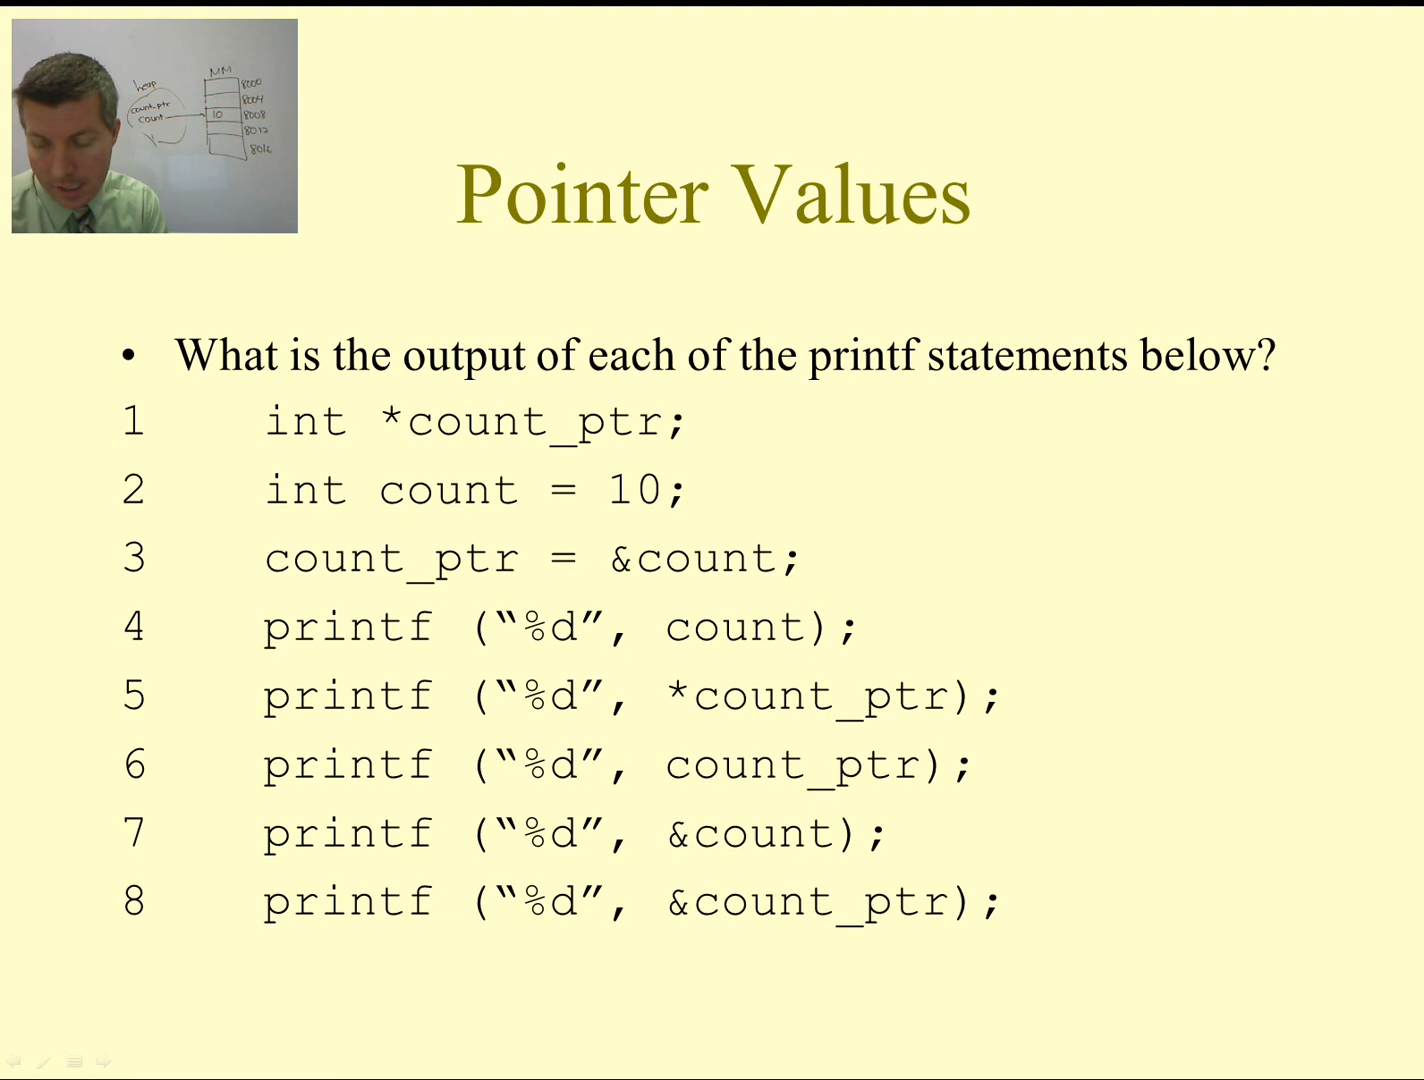 MM
heap
8000
count_ptr
8004
count
10
8008
8012
8016
Pointer Values
• What is the output of each of the printf statements below?
1 int *count_ptr;
2 int count = 10;
3 count_ptr = &count;
4 printf (“%d”, count);
5 printf (“%d”, *count_ptr);
6 printf (“%d”, count_ptr);
7 printf (“%d”, &count);
8 printf (“%d”, &count_ptr);